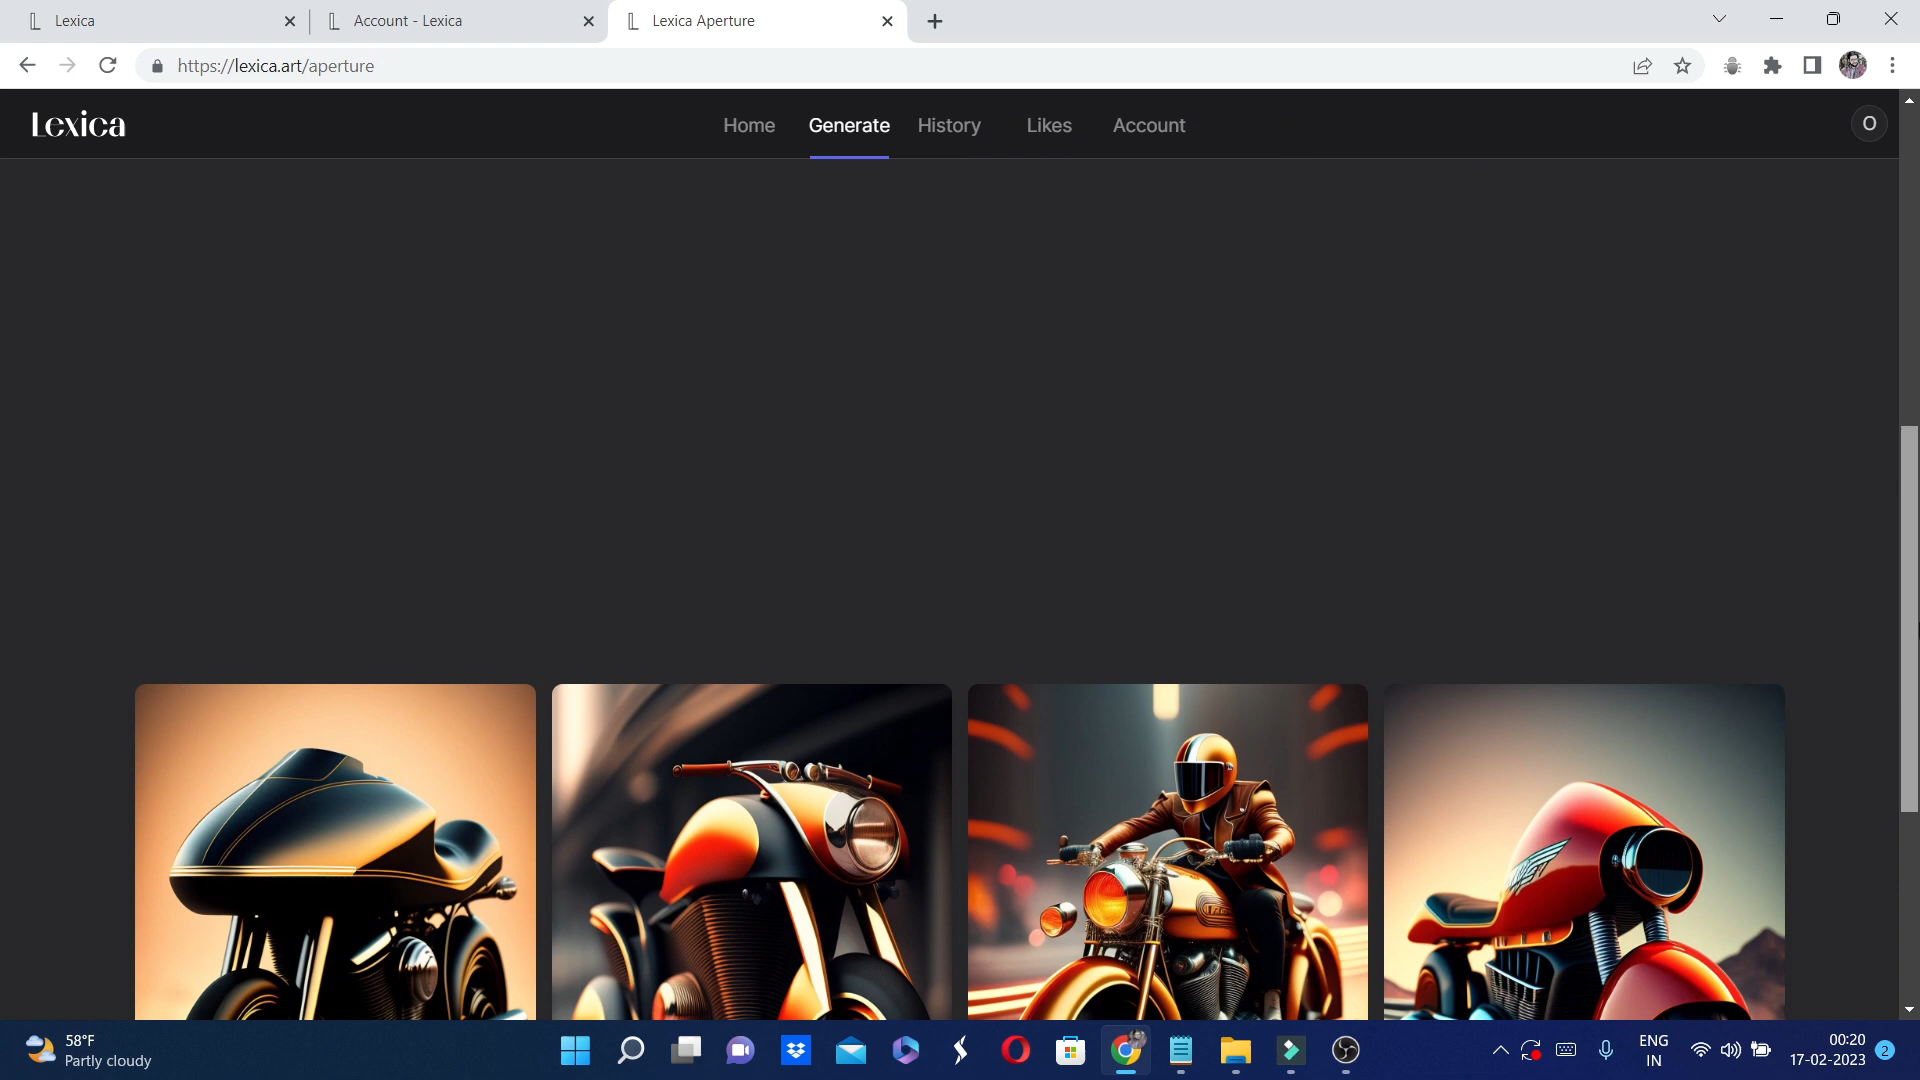 Lexica
Account - Lexica
Lexica Aperture
https://lexica.art/aperture
Lexica
Home
Generate
History
Likes
Account
O
58°F
Partly cloudy
ENG
IN
00:20
17-02-2023
2